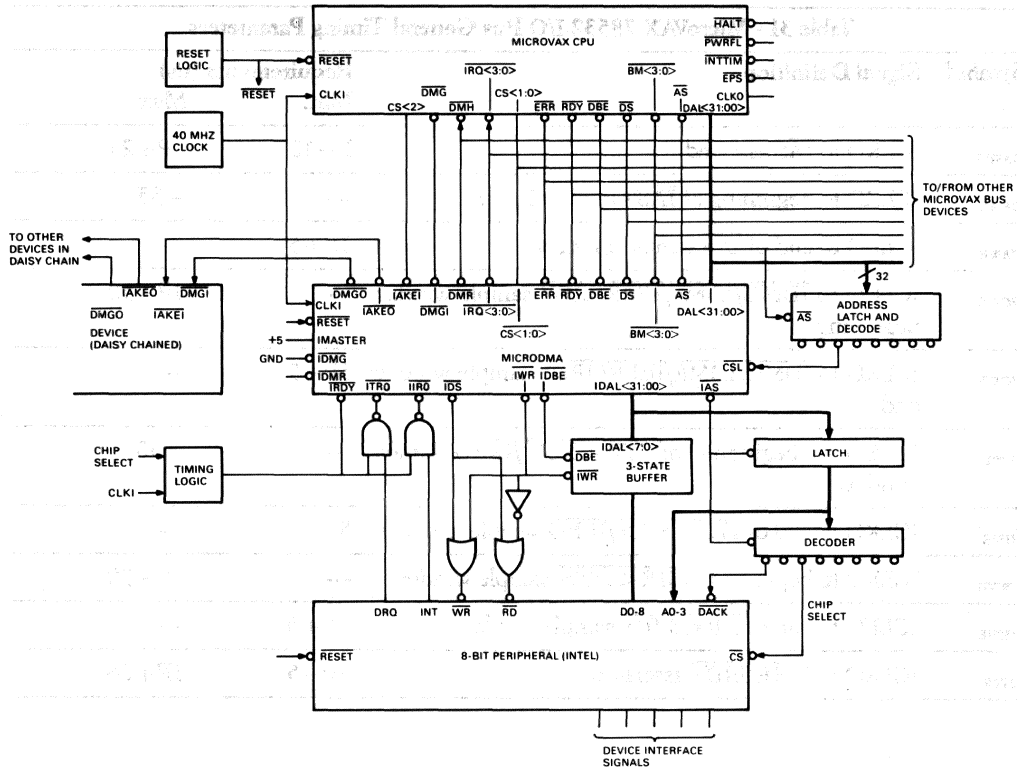 HALT
MICROVAX CPU
PWRFL
RESET LOGIC
RESET
IRQ<3:0>
BM<3:0>
INTTIM
EPS
RESET
CLKI
CS<2>
DMG
DMH
CS<1:0>
ERR
RDY
DBE
DS
AS
DAL<31:00>
CLKO
40 MHZ CLOCK
TO/FROM OTHER
MICROVAX BUS
DEVICES
TO OTHER
DEVICES IN
DAISY CHAIN
32
IAKEO
DMGI
DMGO
IAKEI
DEVICE
(DAISY CHAINED)
CLKI
DMGO
IAKEO
IAKEI
DMGI
DMR
IRQ<3:0>
ERR
RDY
DBE
DS
AS
DAL<31:00>
CS<1:0>
BM<3:0>
AS
ADDRESS
LATCH AND
DECODE
RESET
+5
IMASTER
GND
IDMG
IDMR
MICRODMA
CSL
IRDY
ITRO
IIRO
IDS
IWR
IDBE
IDAL<31:00>
IAS
CHIP
SELECT
CLKI
TIMING
LOGIC
IDAL<7:0>
DBE
IWR
3-STATE
BUFFER
LATCH
DECODER
DRQ
INT
WR
RD
D0-8
A0-3
DACK
CHIP
SELECT
RESET
8-BIT PERIPHERAL (INTEL)
CS
DEVICE INTERFACE
SIGNALS